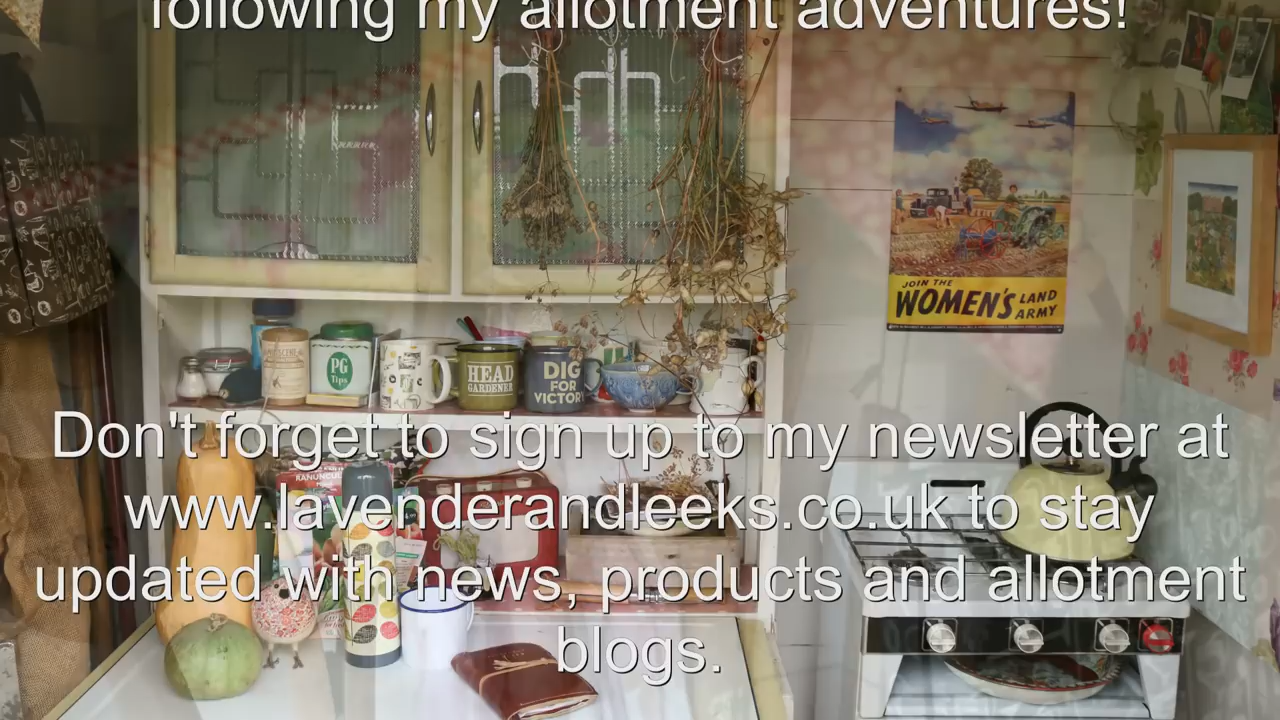 following my allotment adventures!
JOIN THE
WOMEN'S LAND
ARMY
PG
Tips
HEAD
GARDENER
DIG
FOR
VICTORY
Don't forget to sign up to my newsletter at
www.lavenderandleeks.co.uk to stay
updated with news, products and allotment
blogs.
RANUNCULUS